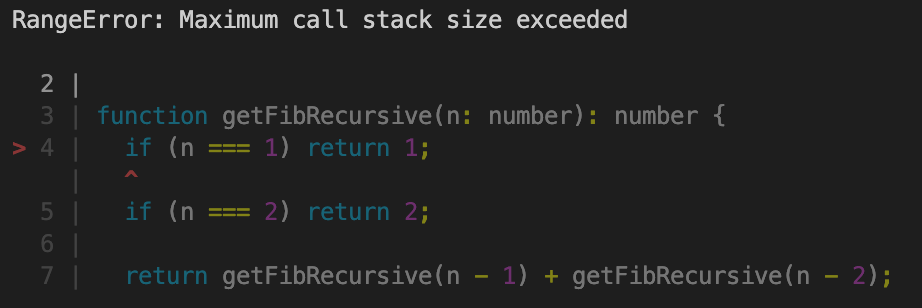 RangeError: Maximum call stack size exceeded
2 |
3 | function getFibRecursive(n: number): number {
> 4 |   if (n === 1) return 1;
|   ^
5 |   if (n === 2) return 2;
6 |
7 |   return getFibRecursive(n - 1) + getFibRecursive(n - 2);